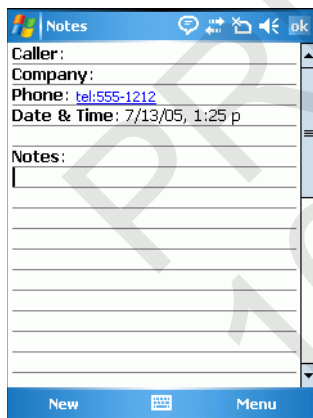 Notes
ok
Caller:
Company:
Phone: tel:555-1212
Date & Time: 7/13/05, 1:25 p
Notes:
New Menu